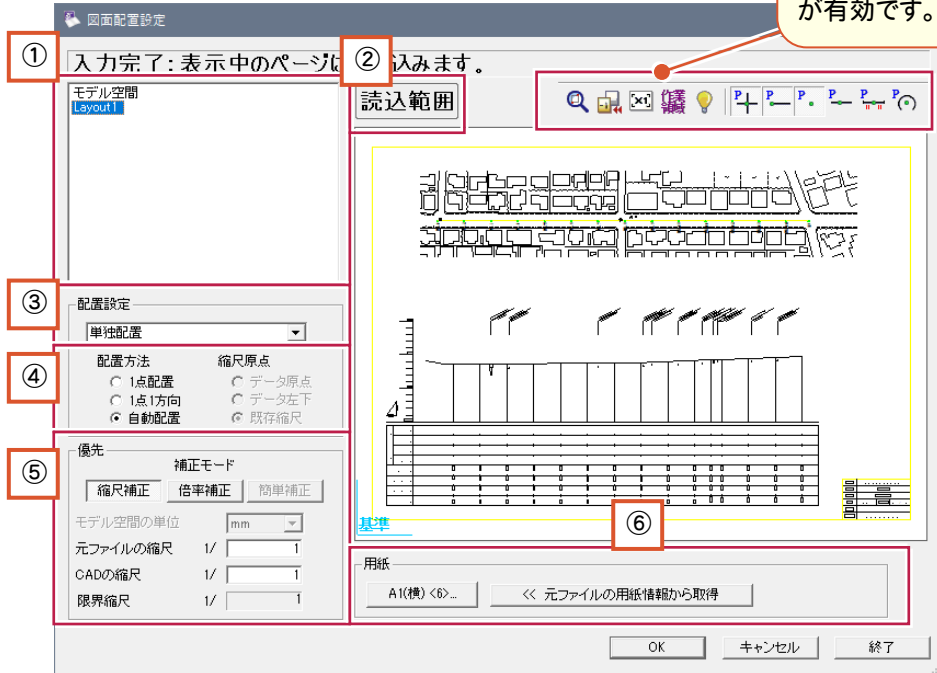 が有効です。
図面配置設定
①
入力完了:表示中のページは
②
込みます。
モデル空間
Layout1
読込範囲
[×1]
作業
領域
P
P
P
P
P
P
③
配置設定
単独配置
④
配置方法
縮尺原点
1点配置
データ原点
1点1方向
データ左下
自動配置
既存縮尺
⑤
優先
補正モード
縮尺補正
倍率補正
簡単補正
モデル空間の単位
mm
元ファイルの縮尺 1/ 1
CADの縮尺 1/ 1
限界縮尺 1/ 1
基準
⑥
用紙
A1(横) <6>...
<< 元ファイルの用紙情報から取得
OK
キャンセル
終了